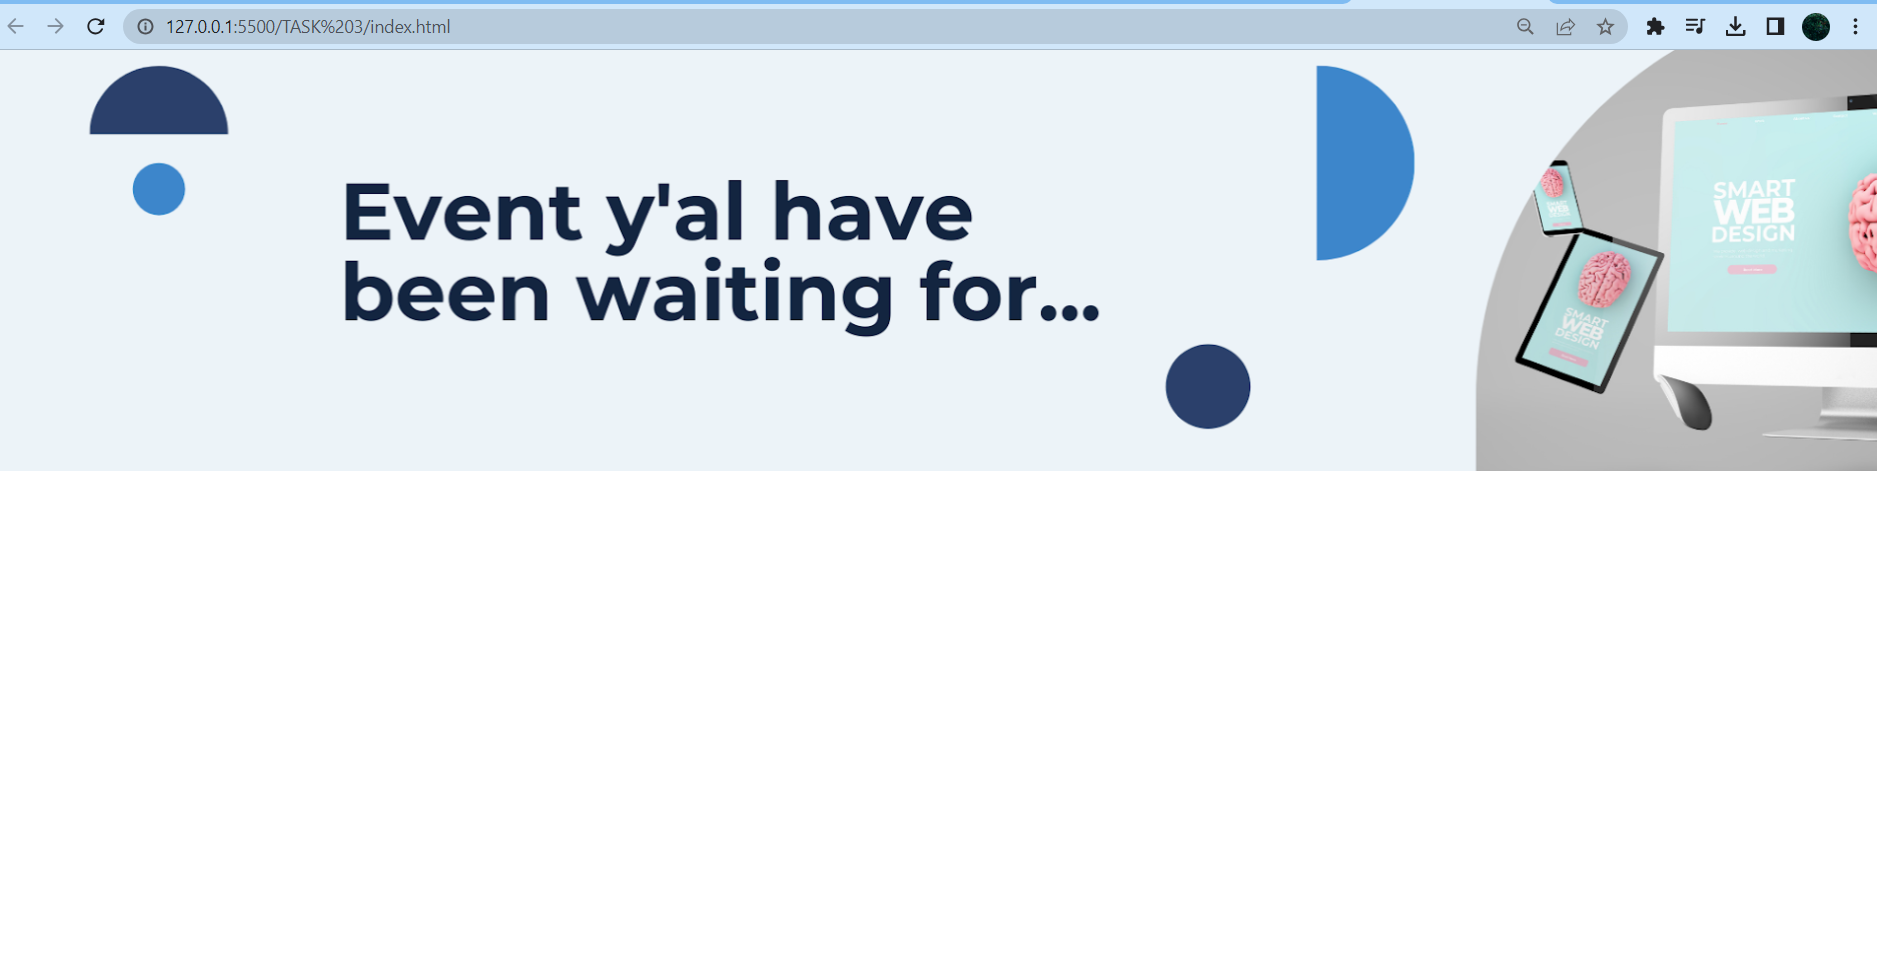 127.0.0.1:5500/TASK%203/index.html
Event y'al have
been waiting for...
SMART
WEB
DESIGN
SMART
WEB
DESIGN